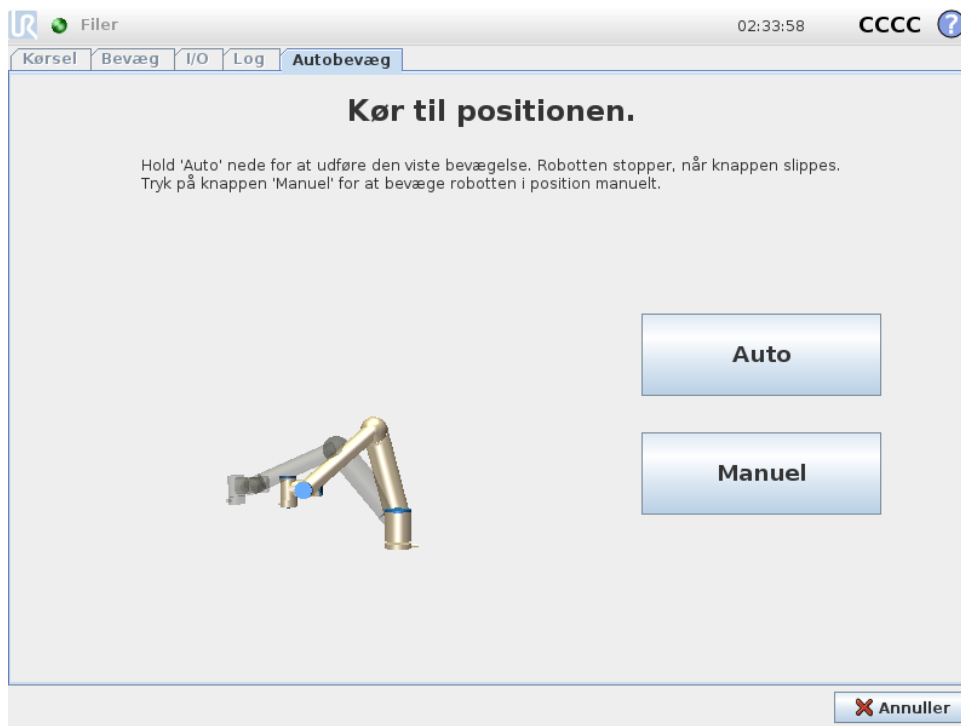 UR
Filer
02:33:58
CCCC
?
Kørsel
Bevæg
I/O
Log
Autobevæg
Kør til positionen.
Hold 'Auto' nede for at udføre den viste bevægelse. Robotten stopper, når knappen slippes.
Tryk på knappen 'Manuel' for at bevæge robotten i position manuelt.
Auto
Manuel
Annuller